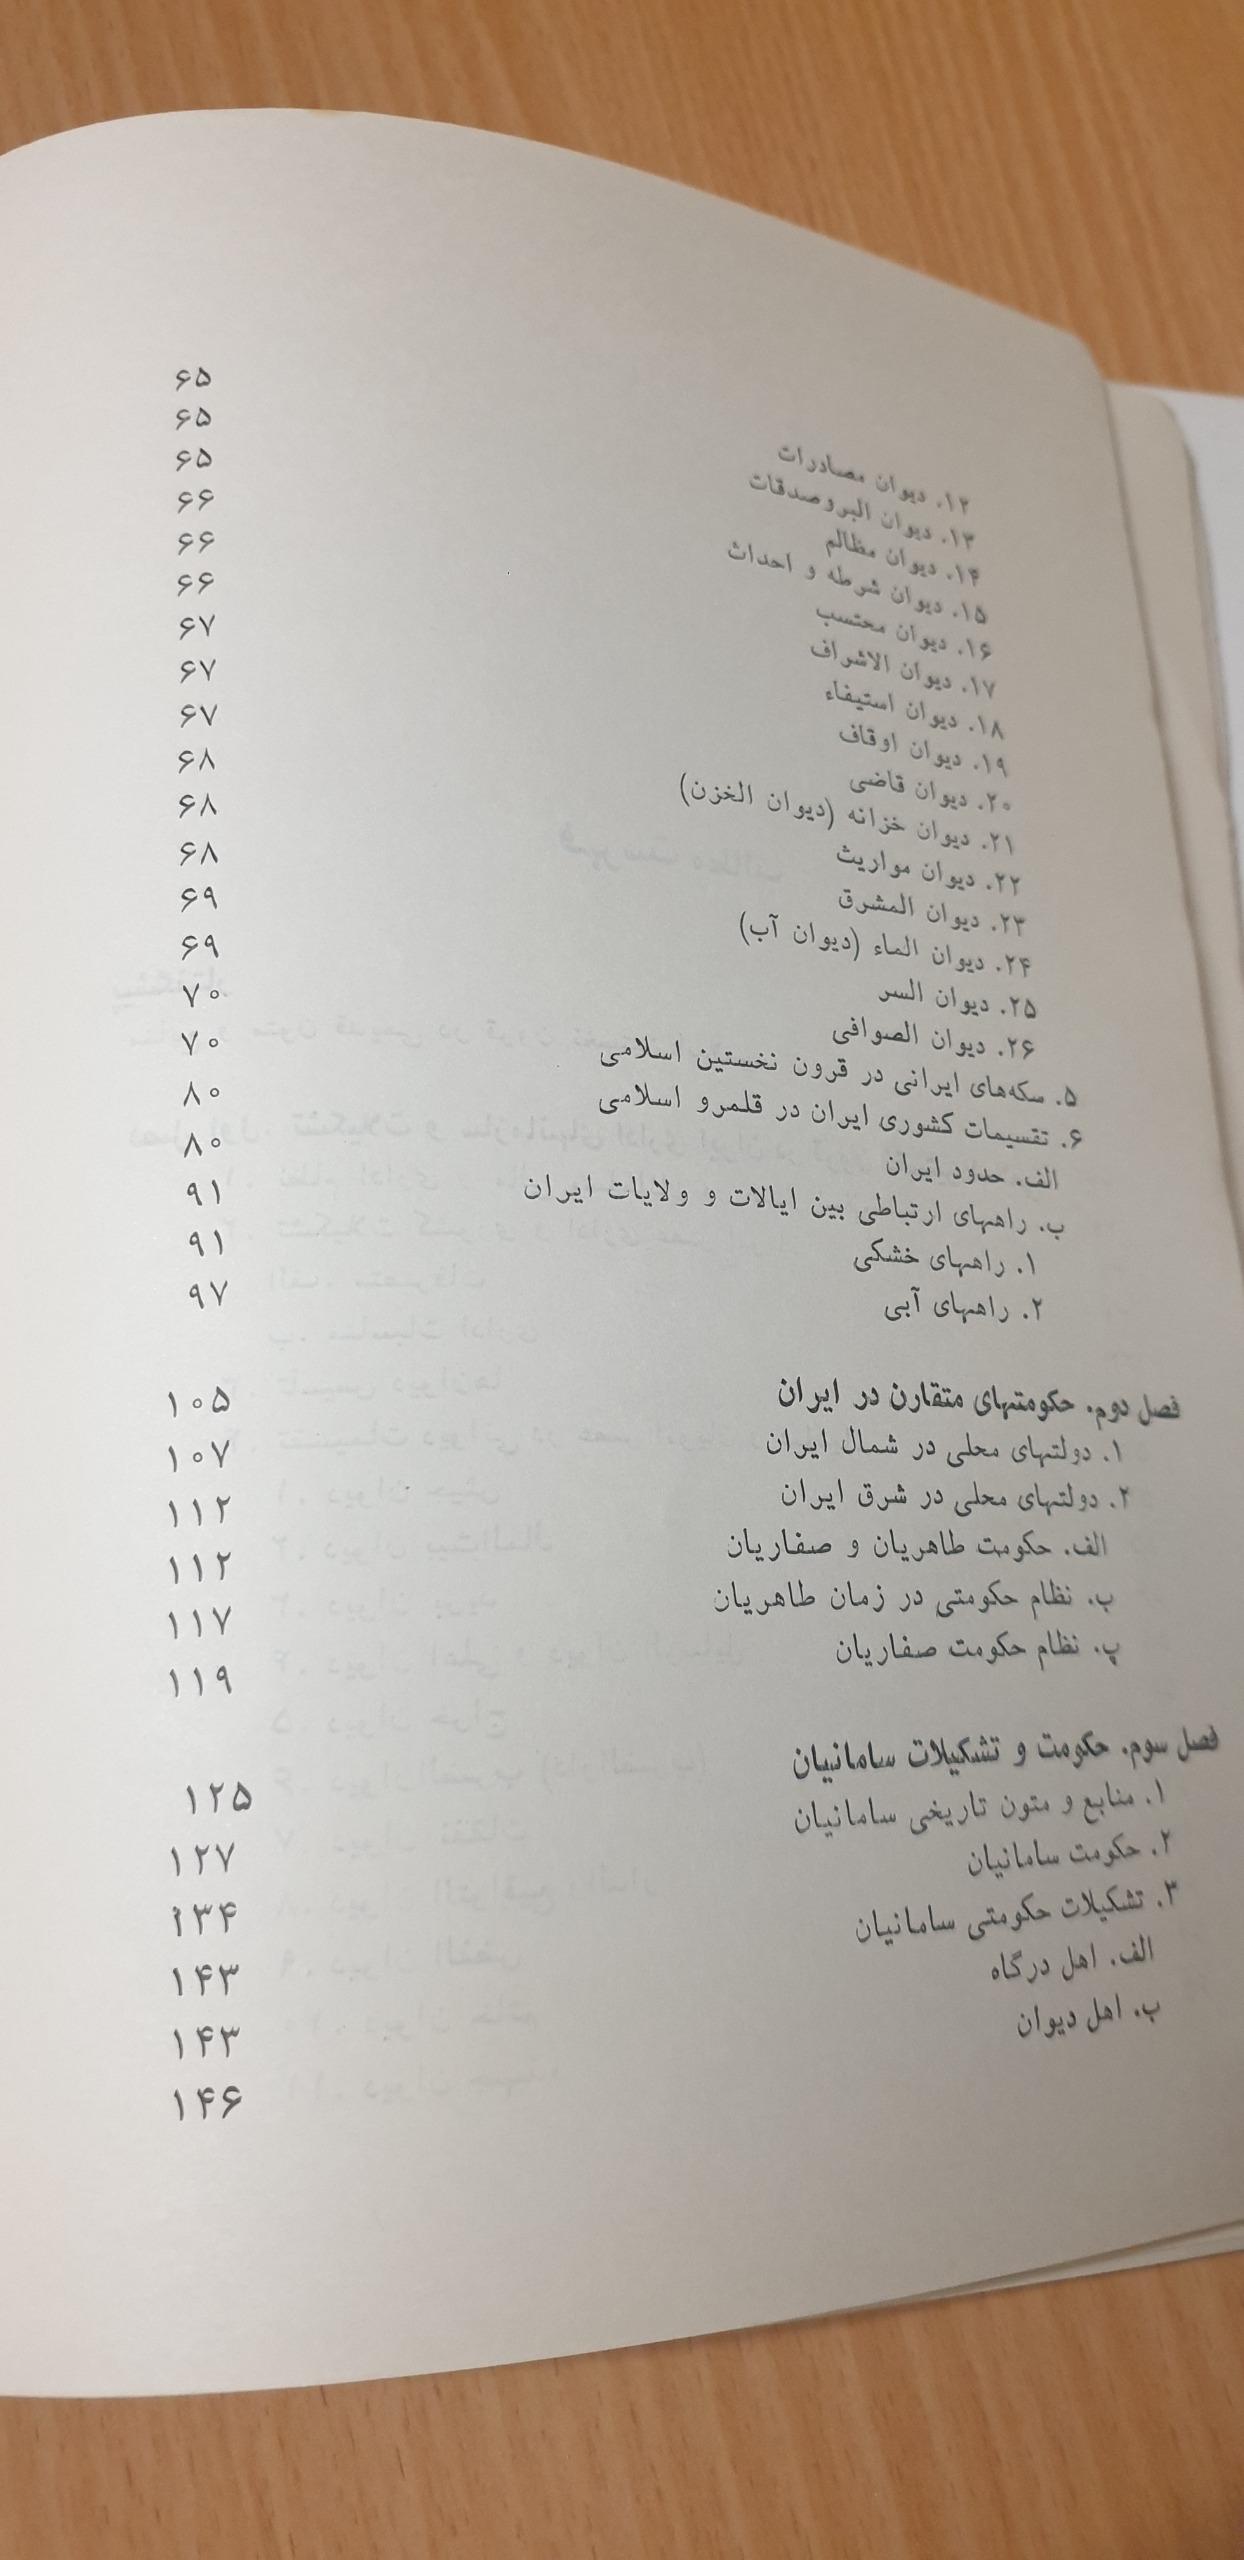 ۱۲. دیوان مصادرات ۶۵
۱۳. دیوان البروصدقات ۶۵
۱۴. دیوان مظالم ۶۵
۱۵. دیوان شرطه و احداث ۶۶
۱۶. دیوان محتسب ۶۶
۱۷. دیوان الاشراف ۶۶
۱۸. دیوان استیفاء ۶۷
۱۹. دیوان اوقاف ۶۷
۲۰. دیوان قاضی ۶۷
۲۱. دیوان خزانه (دیوان الخزن) ۶۸
۲۲. دیوان مواریث ۶۸
۲۳. دیوان المشرق ۶۸
۲۴. دیوان الماء (دیوان آب) ۶۹
۲۵. دیوان السر ۶۹
۲۶. دیوان الصوافی ۷۰
۵. سکه‌های ایرانی در قرون نخستین اسلامی ۷۰
۶. تقسیمات کشوری ایران در قلمرو اسلامی ۸۰
الف. حدود ایران ۸۰
ب. راههای ارتباطی بین ایالات و ولایات ایران ۹۱
۱. راههای خشکی ۹۱
۲. راههای آبی ۹۷
فصل دوم. حکومتهای متقارن در ایران ۱۰۵
۱. دولتهای محلی در شمال ایران ۱۰۷
۲. دولتهای محلی در شرق ایران ۱۱۲
الف. حکومت طاهریان و صفاریان ۱۱۲
ب. نظام حکومتی در زمان طاهریان ۱۱۷
پ. نظام حکومت صفاریان ۱۱۹
فصل سوم. حکومت و تشکیلات سامانیان ۱۲۵
۱. منابع و متون تاریخی سامانیان ۱۲۷
۲. حکومت سامانیان ۱۳۴
۳. تشکیلات حکومتی سامانیان ۱۴۳
الف. اهل درگاه ۱۴۳
ب. اهل دیوان ۱۴۶